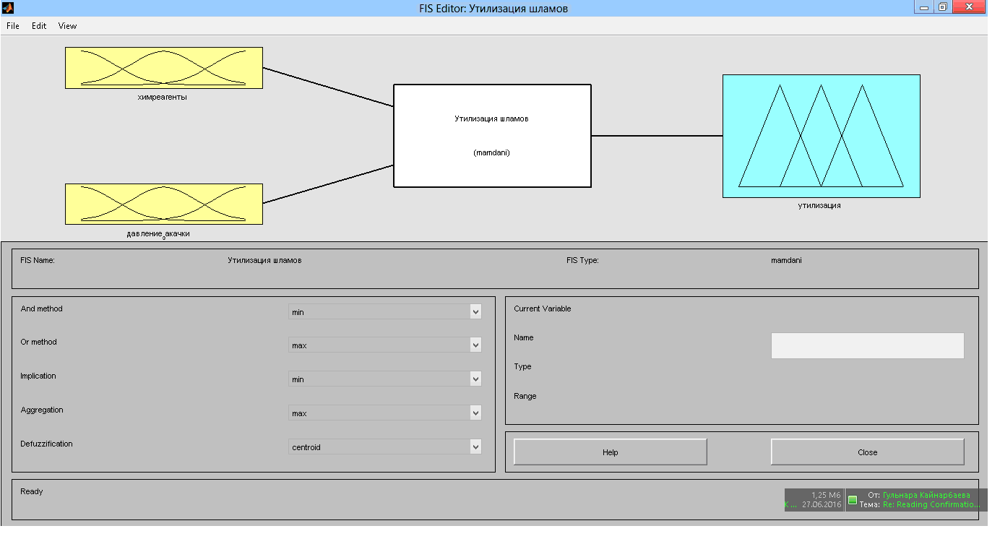 FIS Editor: Утилизация шламов
File Edit View
химреагенты
Утилизация шламов
(mamdani)
утилизация
давление_закачки
FIS Name: Утилизация шламов FIS Type: mamdani
And method min
Or method max
Implication min
Aggregation max
Defuzzification centroid
Current Variable
Name
Type
Range
Help Close
Ready
1,25 Мб
К ... 27.06.2016
От: Гульнара Кайнарбаева
Тема: Re: Reading Confirmatio...